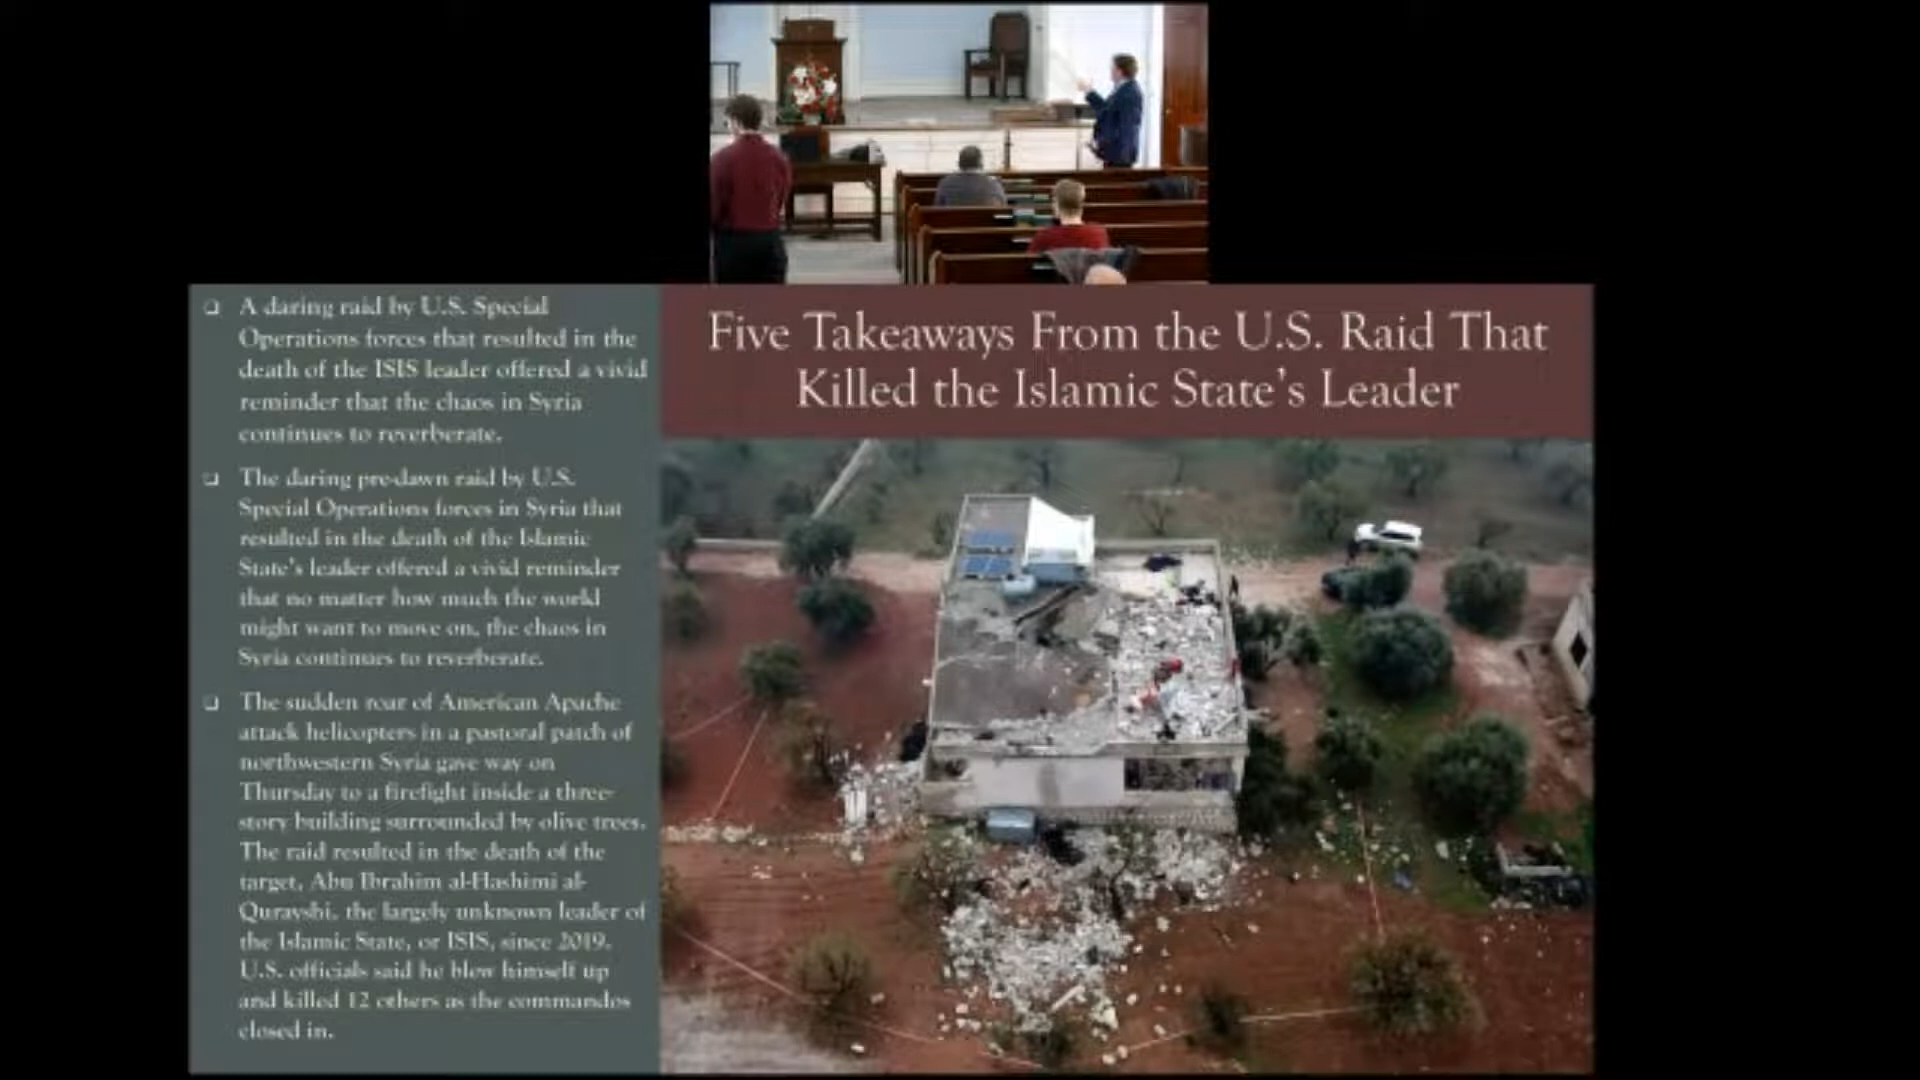 Five Takeaways From the U.S. Raid That
Killed the Islamic State's Leader
❑ A daring raid by U.S. Special
Operations forces that resulted in the
death of the ISIS leader offered a vivid
reminder that the chaos in Syria
continues to reverberate.
❑ The daring pre-dawn raid by U.S.
Special Operations forces in Syria that
resulted in the death of the Islamic
State's leader offered a vivid reminder
that no matter how much the world
might want to move on, the chaos in
Syria continues to reverberate.
❑ The sudden roar of American Apache
attack helicopters in a pastoral patch of
northwestern Syria gave way on
Thursday to a firefight inside a three-
story building surrounded by olive trees.
The raid resulted in the death of the
target, Abu Ibrahim al-Hashimi al-
Qurayshi, the largely unknown leader of
the Islamic State, or ISIS, since 2019.
U.S. officials said he blew himself up
and killed 12 others as the commandos
closed in.